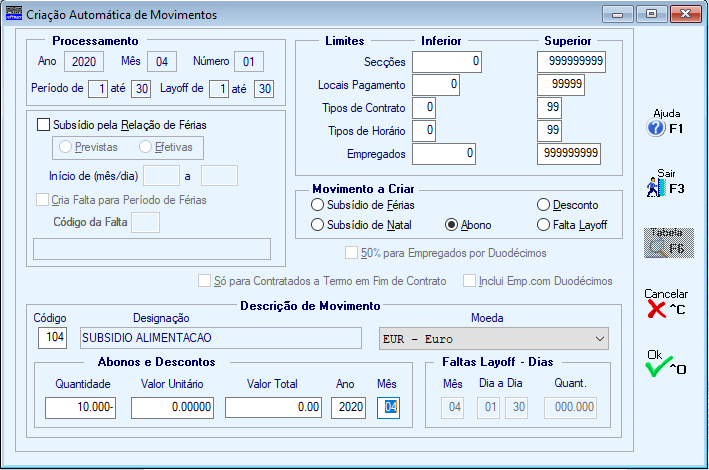 Criação Automática de Movimentos
Processamento
Ano 2020 Mês 04 Número 01
Período de 1 até 30 Layoff de 1 até 30
Subsídio pela Relação de Férias
Previstas Efetivas
Início de (mês/dia) a
Cria Falta para Período de Férias
Código da Falta
Limites Inferior Superior
Secções 0 999999999
Locais Pagamento 0 99999
Tipos de Contrato 0 99
Tipos de Horário 0 99
Empregados 0 999999999
Movimento a Criar
Subsídio de Férias Desconto
Subsídio de Natal Abono Falta Layoff
50% para Empregados por Duodécimos
Só para Contratados a Termo em Fim de Contrato Inclui Emp.com Duodécimos
Descrição de Movimento
Código Designação Moeda
104 SUBSIDIO ALIMENTACAO EUR - Euro
Abonos e Descontos
Quantidade Valor Unitário Valor Total Ano Mês
10.000- 0.00000 0.00 2020 04
Faltas Layoff - Dias
Mês Dia a Dia Quant.
04 01 30 000.000
Ajuda
F1
Sair
F3
Tabela
F6
Cancelar
^C
Ok
^O